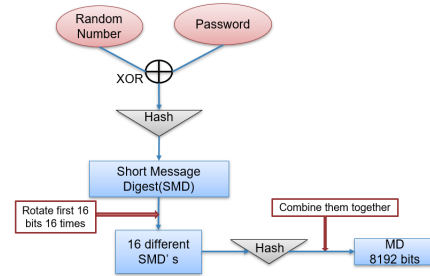 Random
Number
Password
XOR
Hash
Short Message
Digest(SMD)
Rotate first 16
bits 16 times
Combine them together
16 different
SMD' s
Hash
MD
8192 bits